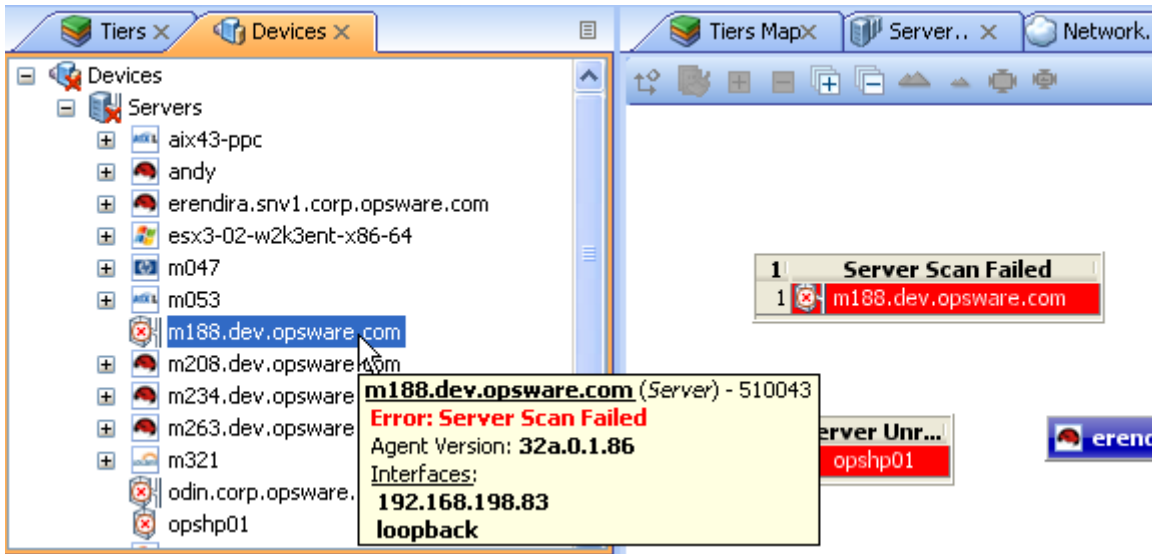 Tiers
Devices
Tiers Map
Server..
Network.
Devices
Servers
aix43-ppc
andy
erendira.snv1.corp.opsware.com
esx3-02-w2k3ent-x86-64
m047
m053
m188.dev.opsware.com
m208.dev.opsware.com
m234.dev.opsware
m263.dev.opsware
m321
odin.corp.opsware.
opshp01
m188.dev.opsware.com (Server) - 510043
Error: Server Scan Failed
Agent Version: 32a.0.1.86
Interfaces:
192.168.198.83
loopback
1 Server Scan Failed
1 m188.dev.opsware.com
erver Unr...
opshp01
erend